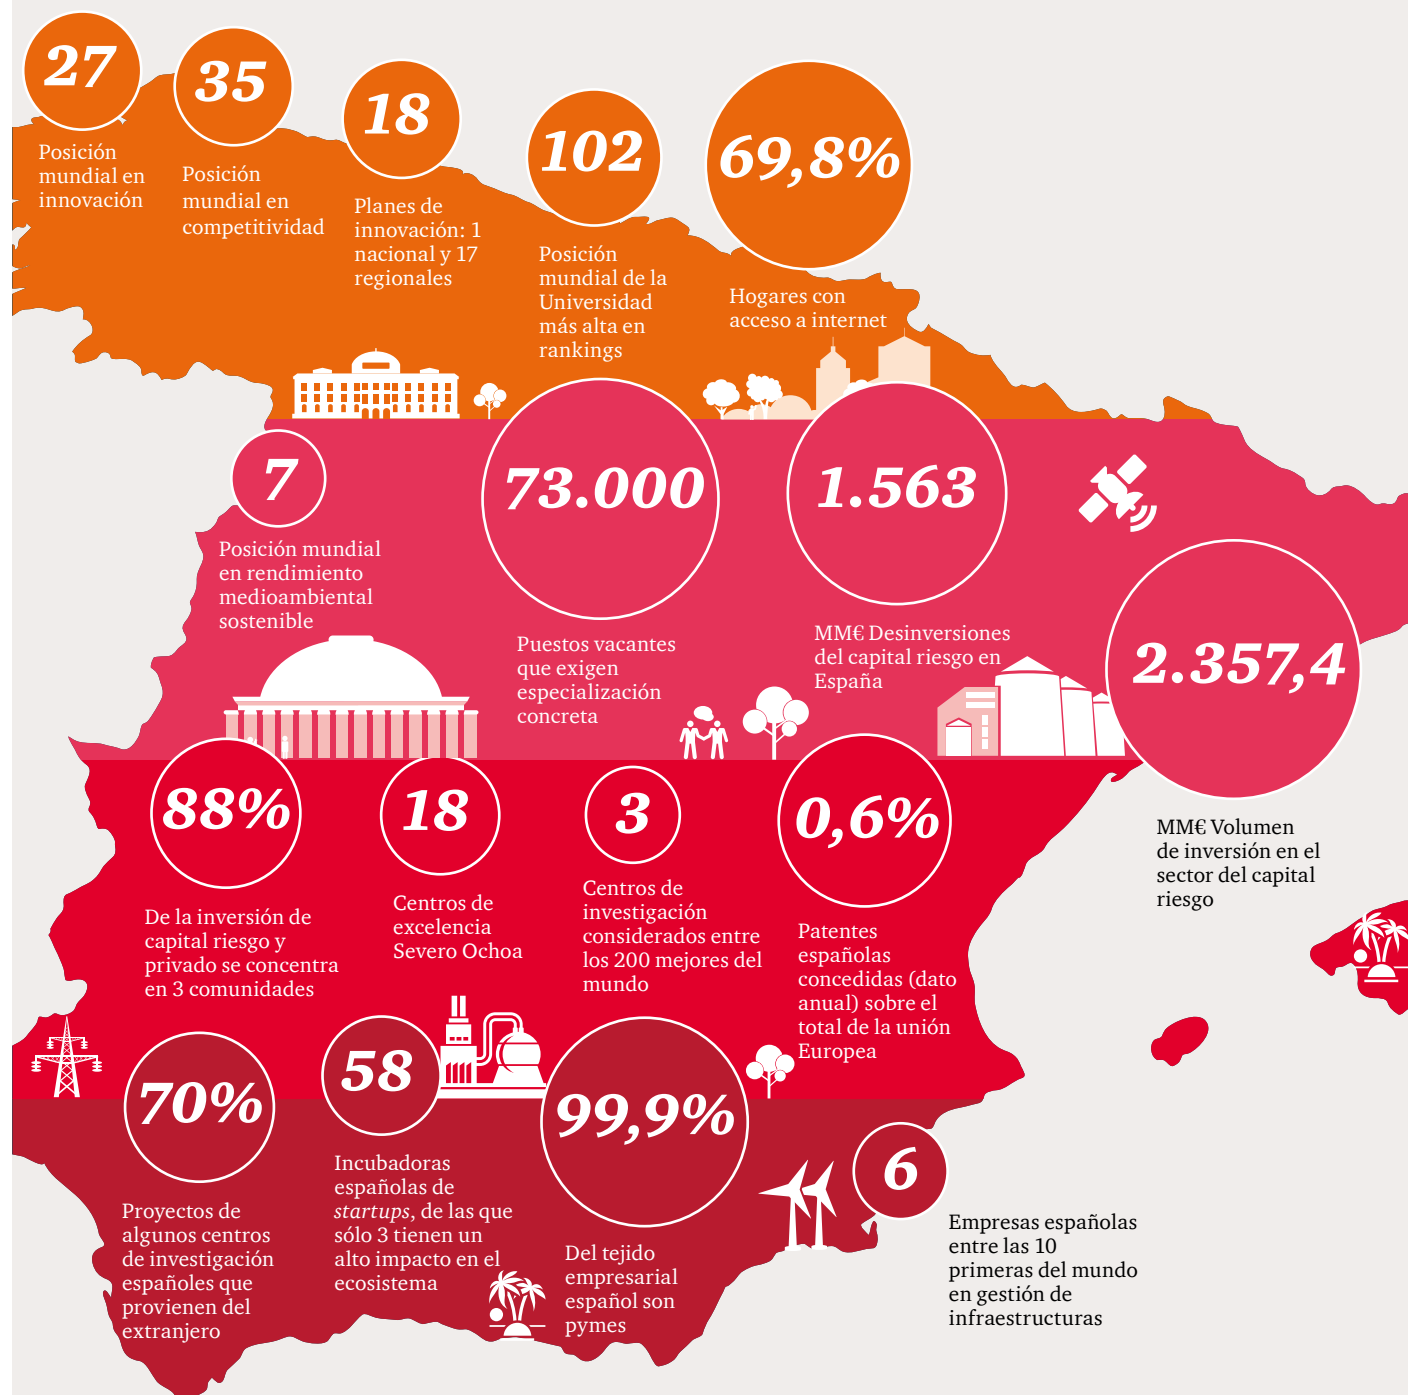 27
Posición
mundial en
innovación
35
Posición
mundial en
competitividad
18
Planes de
innovación: 1
nacional y 17
regionales
102
Posición
mundial de la
Universidad
más alta en
rankings
69,8%
Hogares con
acceso a internet
7
Posición mundial
en rendimiento
medioambiental
sostenible
73.000
Puestos vacantes
que exigen
especialización
concreta
1.563
MM€ Desinversiones
del capital riesgo en
España
2.357,4
MM€ Volumen
de inversión en el
sector del capital
riesgo
88%
De la inversión de
capital riesgo y
privado se concentra
en 3 comunidades
18
Centros de
excelencia
Severo Ochoa
3
Centros de
investigación
considerados entre
los 200 mejores del
mundo
0,6%
Patentes
españolas
concedidas (dato
anual) sobre el
total de la unión
Europea
70%
Proyectos de
algunos centros
de investigación
españoles que
provienen del
extranjero
58
Incubadoras
españolas de
startups, de las que
sólo 3 tienen un
alto impacto en el
ecosistema
99,9%
Del tejido
empresarial
español son
pymes
6
Empresas españolas
entre las 10
primeras del mundo
en gestión de
infraestructuras